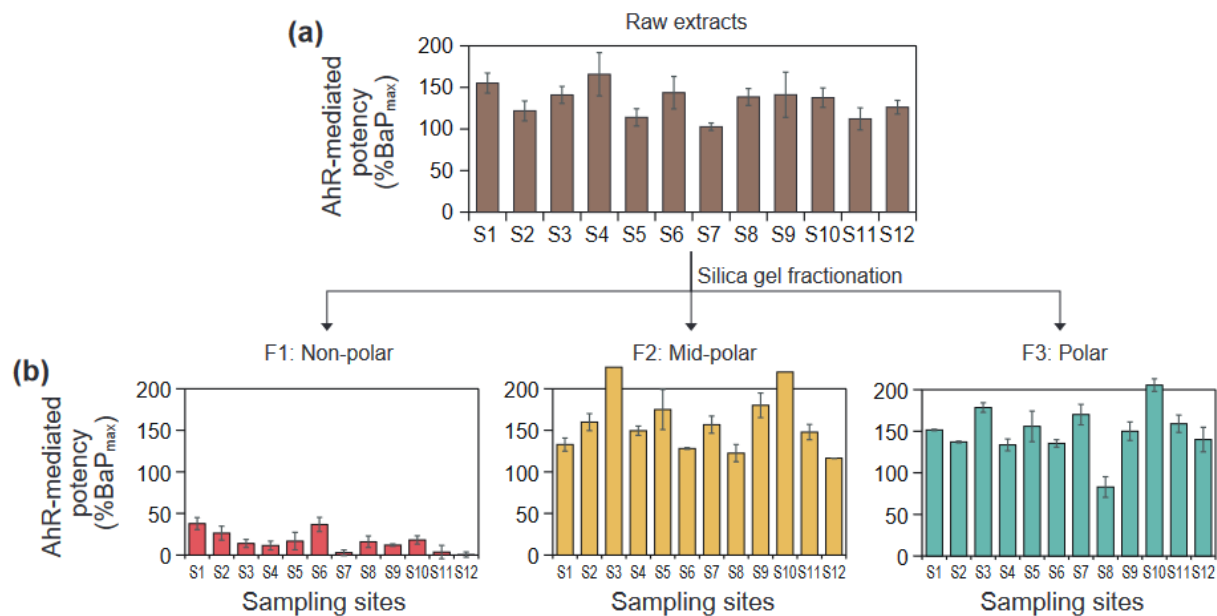 (a)
Raw extracts
AhR-mediated
potency
(%BaPmax)
200
150
100
50
0
S1 S2 S3 S4 S5 S6 S7 S8 S9 S10 S11 S12
Silica gel fractionation
(b)
F1: Non-polar
F2: Mid-polar
F3: Polar
AhR-mediated
potency
(%BaPmax)
200
150
100
50
0
S1 S2 S3 S4 S5 S6 S7 S8 S9 S10 S11 S12
Sampling sites
200
150
100
50
0
S1 S2 S3 S4 S5 S6 S7 S8 S9 S10 S11 S12
Sampling sites
200
150
100
50
0
S1 S2 S3 S4 S5 S6 S7 S8 S9 S10 S11 S12
Sampling sites